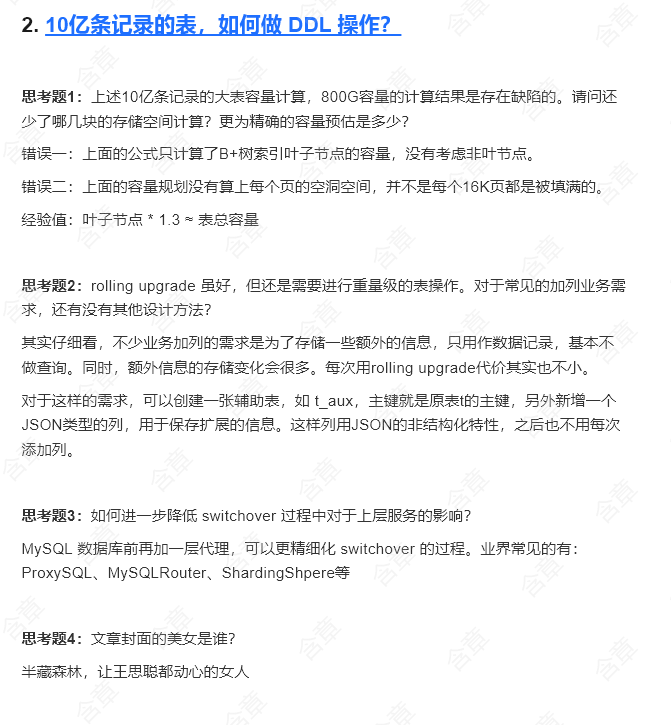 2. 10亿条记录的表，如何做 DDL 操作？
思考题1：上述10亿条记录的大表容量计算，800G容量的计算结果是存在缺陷的。请问还
少了哪几块的存储空间计算？更为精确的容量预估是多少？
错误一：上面的公式只计算了B+树索引叶子节点的容量，没有考虑非叶节点。
错误二：上面的容量规划没有算上每个页的空洞空间，并不是每个16K页都是被填满的。
经验值：叶子节点 * 1.3 ≈ 表总容量
思考题2：rolling upgrade 虽好，但还是需要进行重量级的表操作。对于常见的加列业务需
求，还有没有其他设计方法？
其实仔细看，不少业务加列的需求是为了存储一些额外的信息，只用作数据记录，基本不
做查询。同时，额外信息的存储变化会很多。每次用rolling upgrade代价其实也不小。
对于这样的需求，可以创建一张辅助表，如 t_aux，主键就是原表t的主键，另外新增一个
JSON类型的列，用于保存扩展的信息。这样列用JSON的非结构化特性，之后也不用每次
添加列。
思考题3：如何进一步降低 switchover 过程中对于上层服务的影响？
MySQL 数据库前再加一层代理，可以更精细化 switchover 的过程。业界常见的有：
ProxySQL、MySQLRouter、ShardingShpere等
思考题4：文章封面的美女是谁？
半藏森林，让王思聪都动心的女人